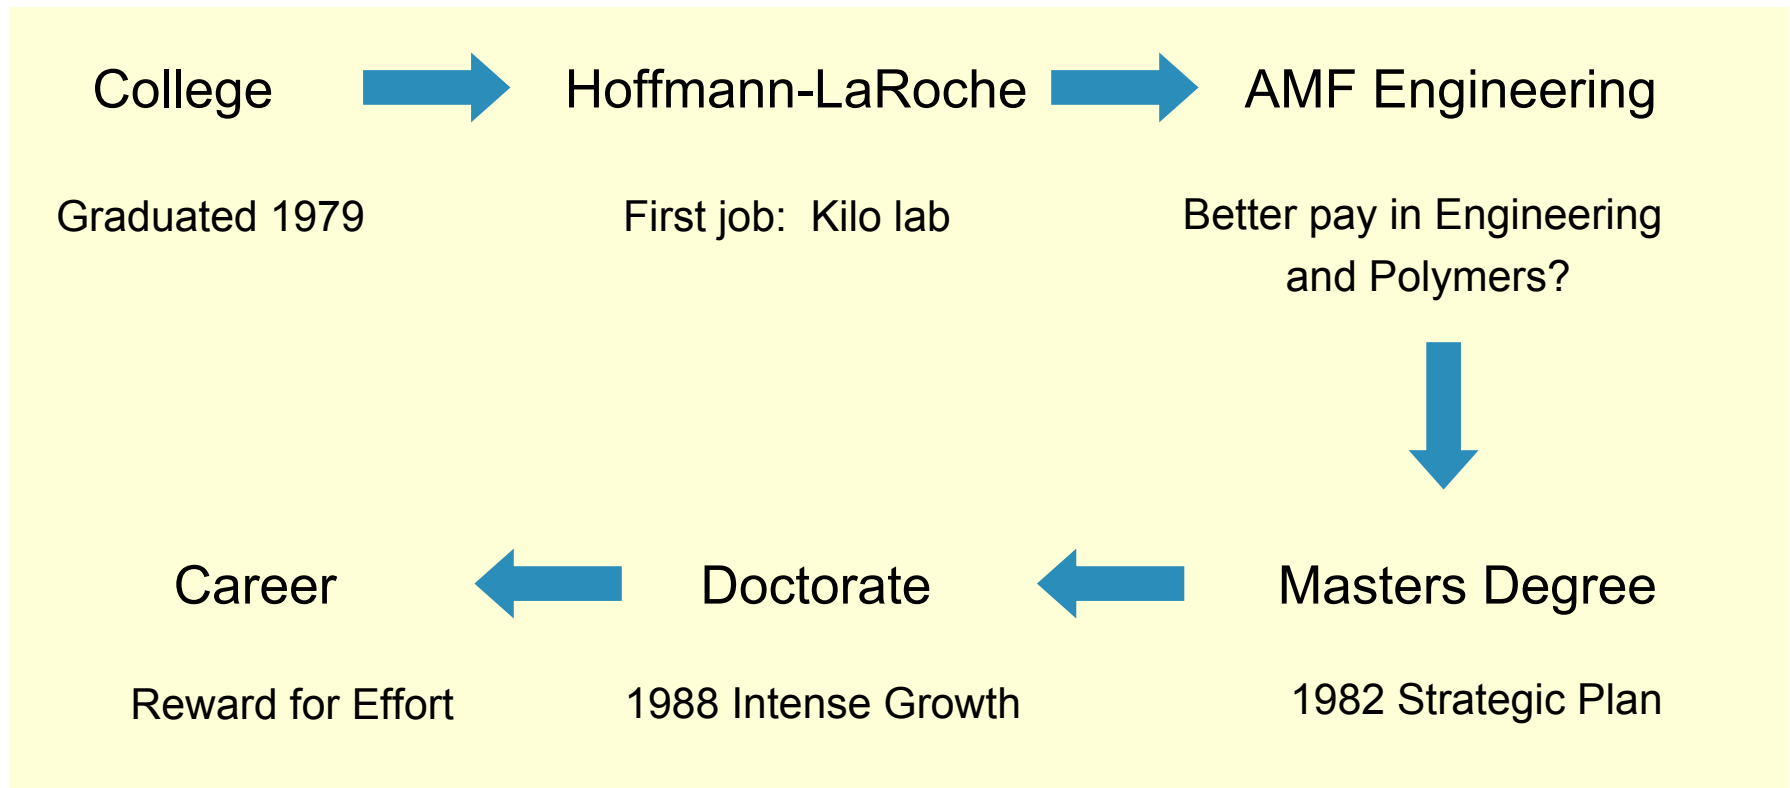 College
Hoffmann-LaRoche
AMF Engineering
Graduated 1979
First job:  Kilo lab
Better pay in Engineering
and Polymers?
Career
Doctorate
Masters Degree
Reward for Effort
1988 Intense Growth
1982 Strategic Plan